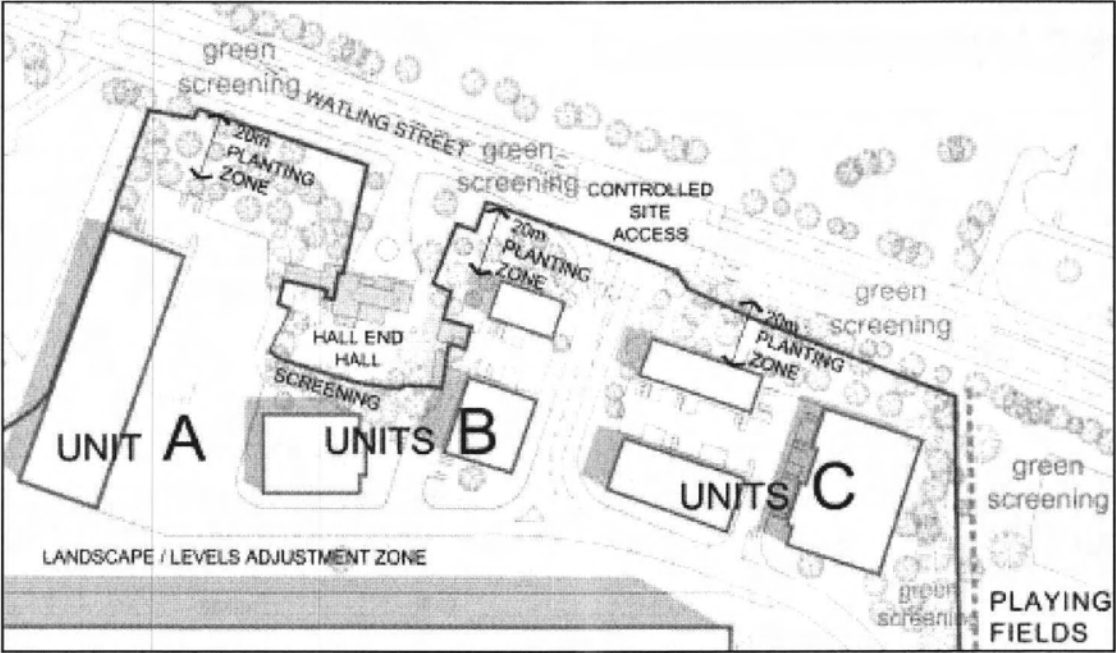 green
screening
WATLING STREET
20m
PLANTING
ZONE
green
screening
CONTROLLED
SITE
ACCESS
20m
PLANTING
ZONE
green
screening
20m
PLANTING
ZONE
HALL END
HALL
SCREENING
UNIT A
UNITS B
UNITS C
green
screening
LANDSCAPE / LEVELS ADJUSTMENT ZONE
green
screening
PLAYING
FIELDS